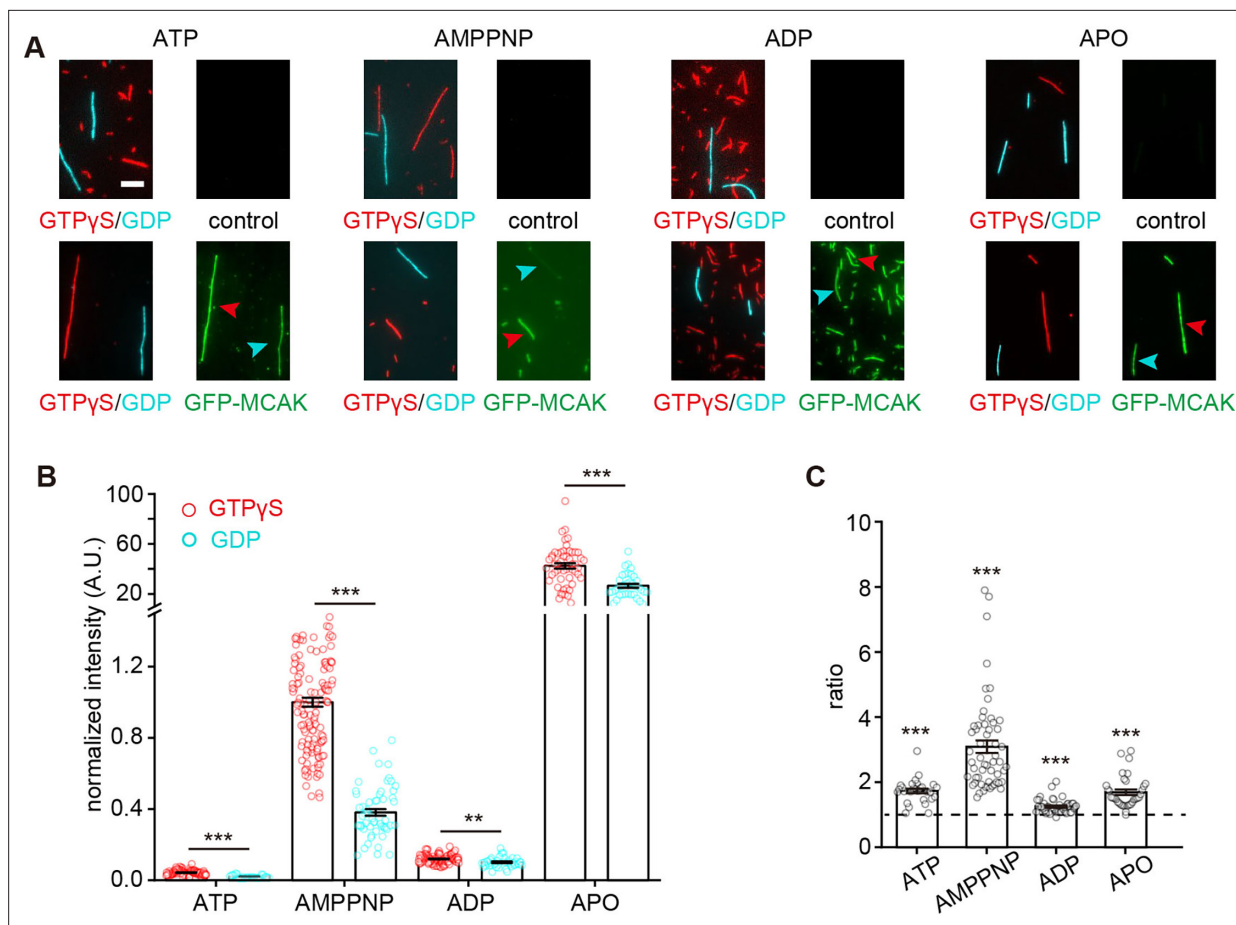 A
ATP AMPPNP ADP APO
GTPγS/GDP control GTPγS/GDP control GTPγS/GDP control GTPγS/GDP control
GTPγS/GDP GFP-MCAK GTPγS/GDP GFP-MCAK GTPγS/GDP GFP-MCAK GTPγS/GDP GFP-MCAK
B
normalized intensity (A.U.)
100
60
20
1.2
0.8
0.4
0.0
GTPγS
GDP
*** *** ** ***
ATP AMPPNP ADP APO
C
ratio
10
8
6
4
2
0
*** *** *** ***
ATP AMPPNP ADP APO